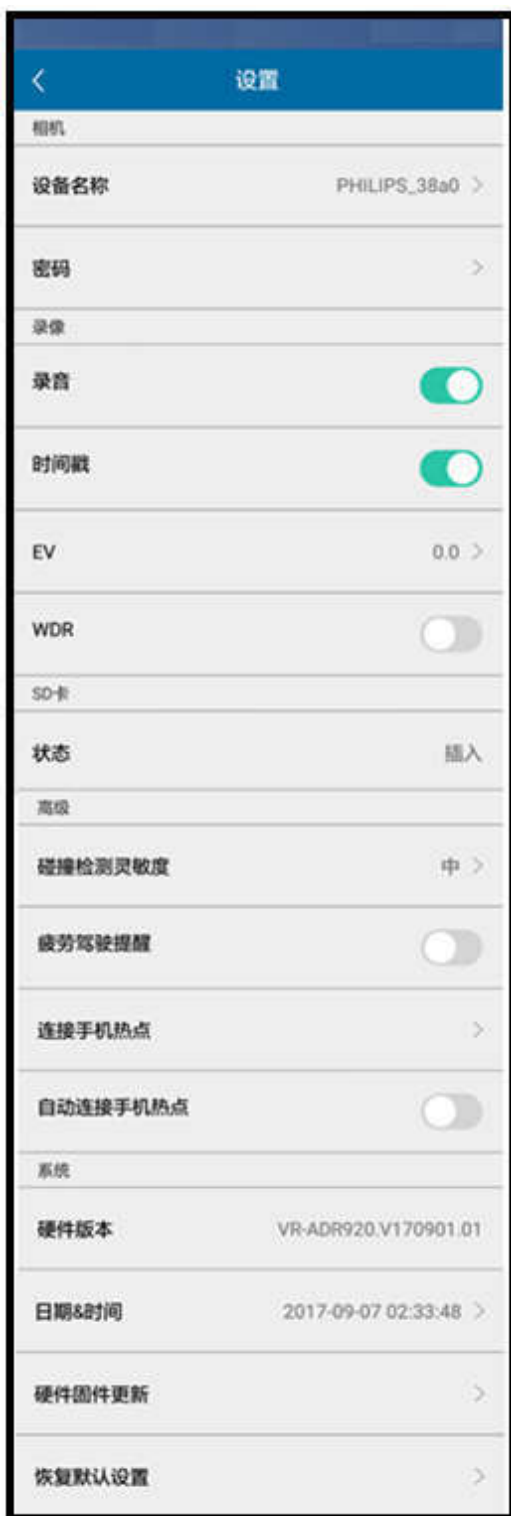 设置
相机
设备名称 PHILIPS_38a0
密码
录像
录音
时间戳
EV 0.0
WDR
SD卡
状态 插入
高级
碰撞检测灵敏度 中
疲劳驾驶提醒
连接手机热点
自动连接手机热点
系统
硬件版本 VR-ADR920.V170901.01
日期&时间 2017-09-07 02:33:48
硬件固件更新
恢复默认设置